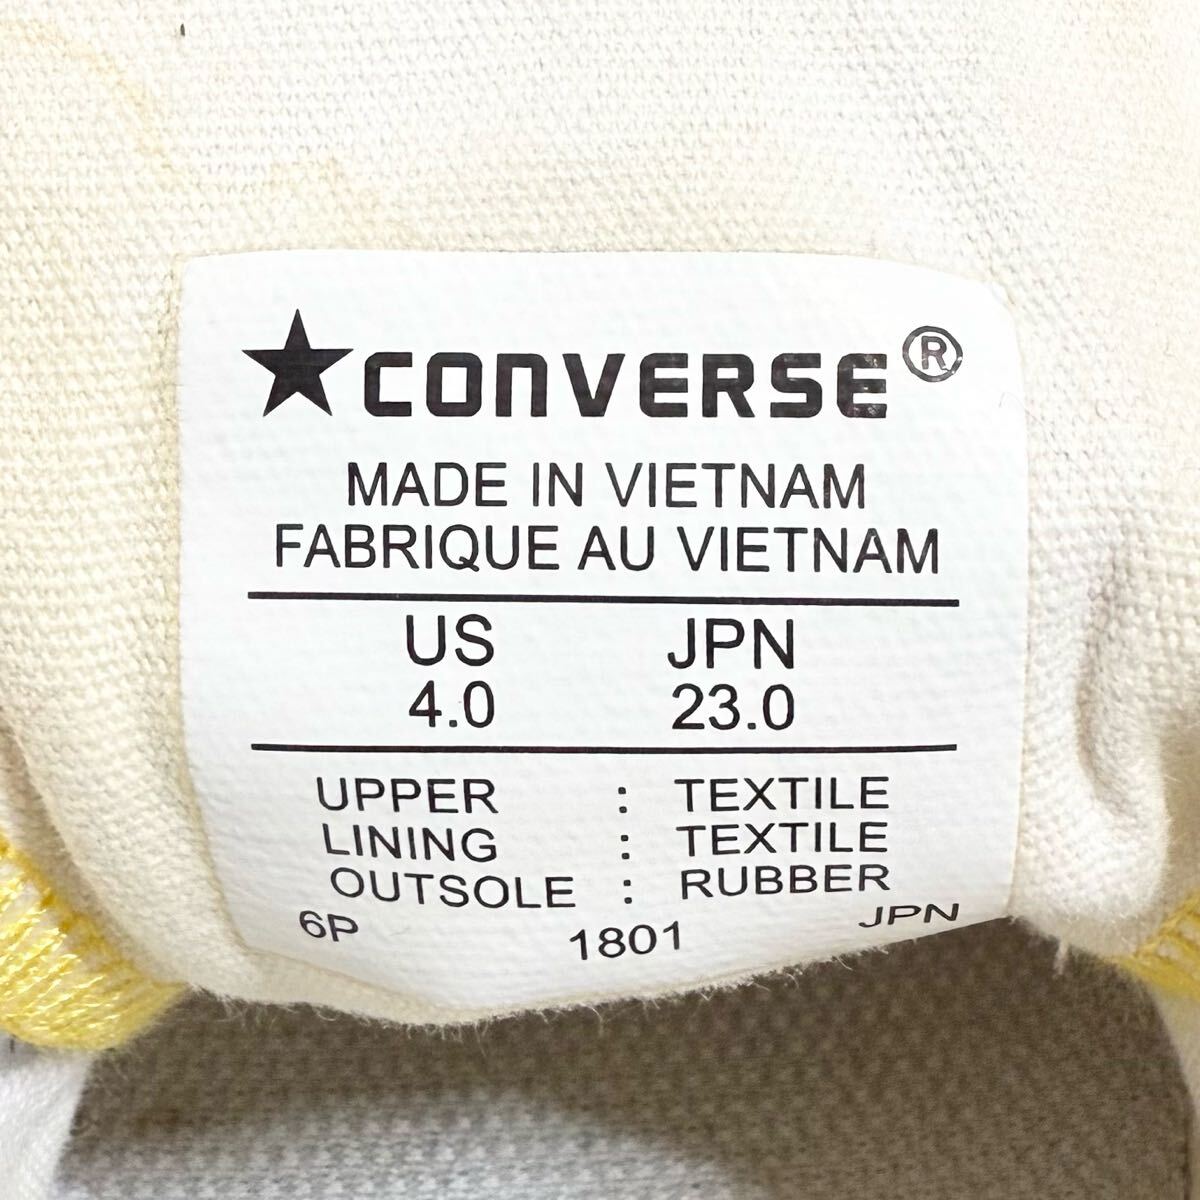 ★CONVERSE®
MADE IN VIETNAM
FABRIQUE AU VIETNAM
US JPN
4.0 23.0
UPPER : TEXTILE
LINING : TEXTILE
OUTSOLE : RUBBER
6P 1801 JPN